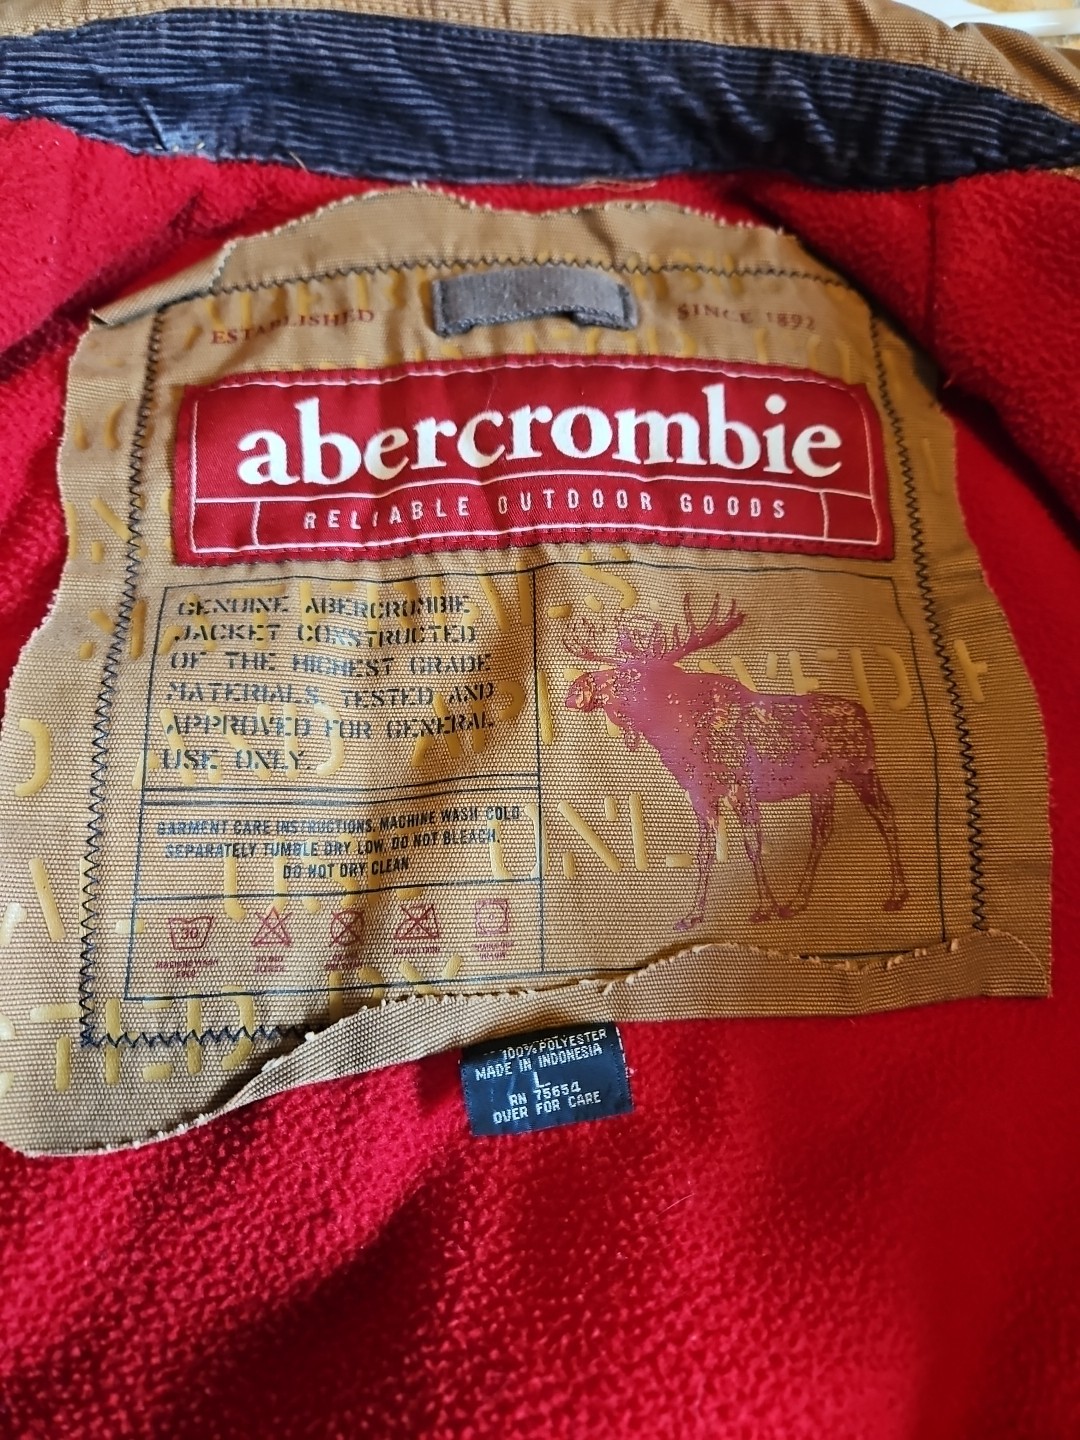 ESTABLISHED
SINCE 1892
abercrombie
RELIABLE OUTDOOR GOODS
GENUINE ABERCROMBIE
JACKET CONSTRUCTED
OF THE HIGHEST GRADE
MATERIALS. TESTED AND
APPROVED FOR GENERAL
USE ONLY.
GARMENT CARE INSTRUCTIONS. MACHINE WASH COLD
SEPARATELY TUMBLE DRY LOW. DO NOT BLEACH.
DO NOT DRY CLEAN
30
100% POLYESTER
MADE IN INDONESIA
L
RN 75654
OVER FOR CARE